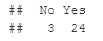 ##  No Yes
##   3  24